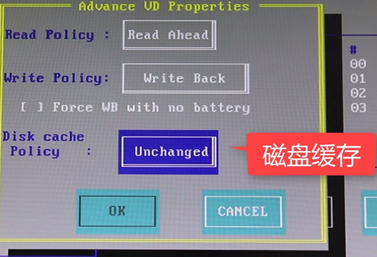 Advance VD Properties
Read Policy : Read Ahead
Write Policy: Write Back
[ ] Force WB with no battery
Disk cache
Policy : Unchanged
磁盘缓存
OK CANCEL
#
00
01
02
03